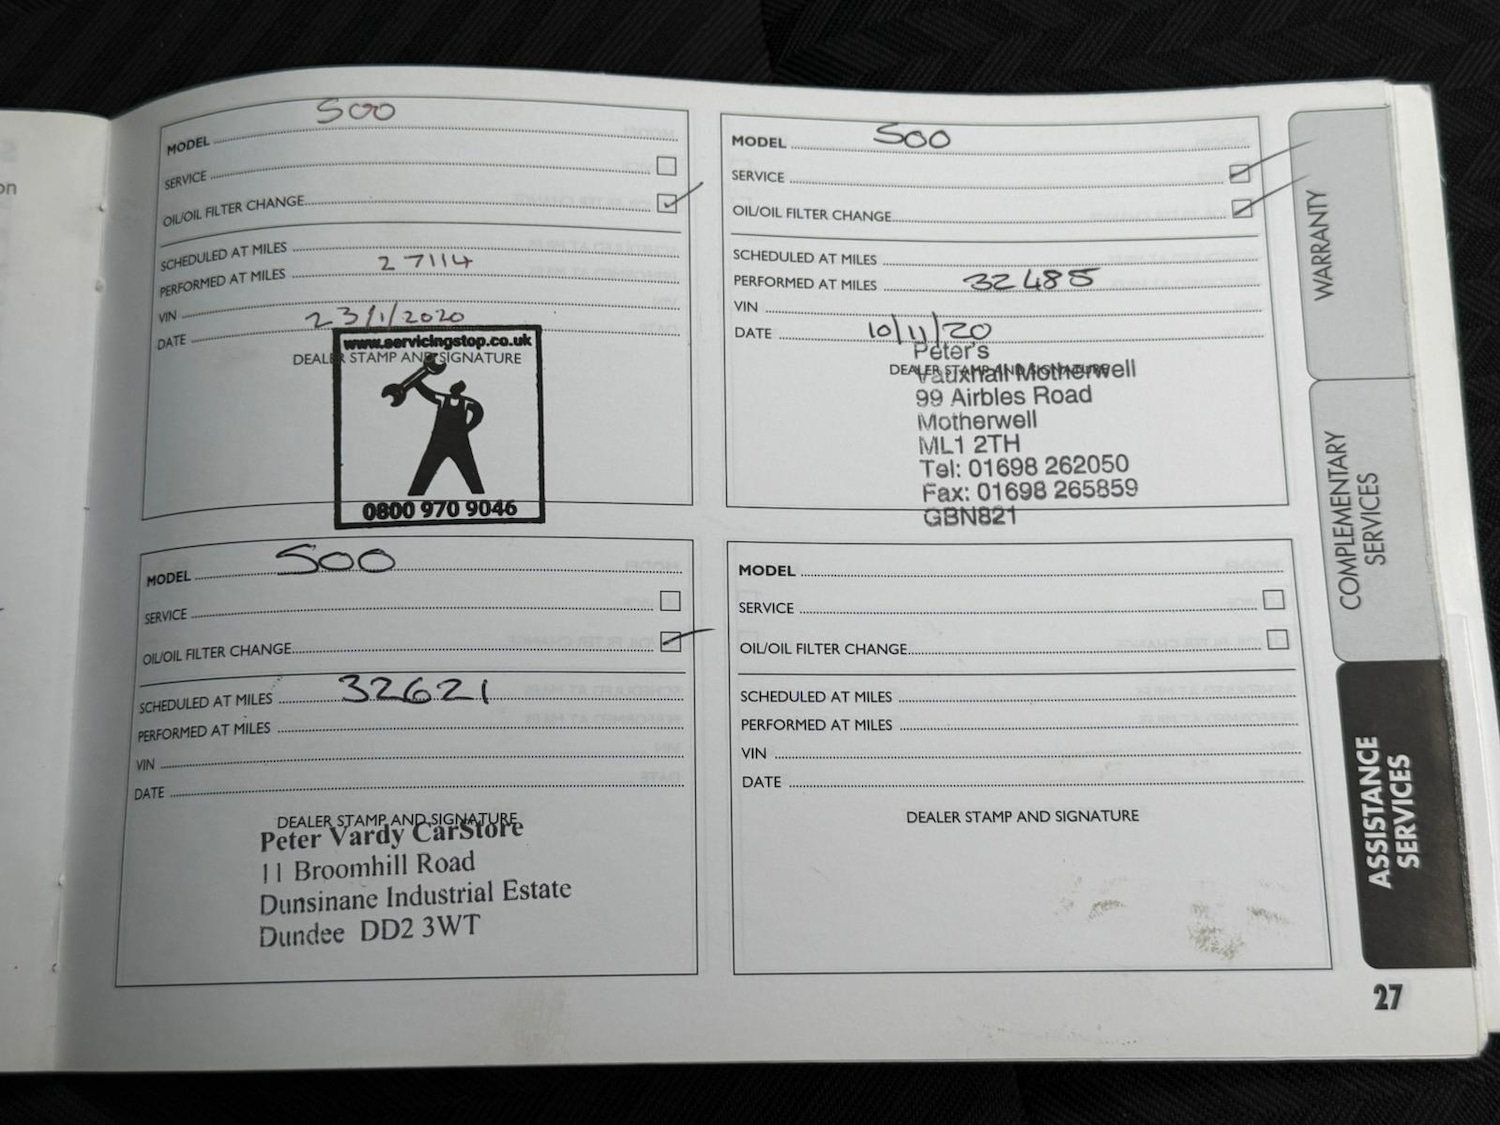 500
MODEL
SERVICE
OIL/OIL FILTER CHANGE
SCHEDULED AT MILES
27114
PERFORMED AT MILES
VIN
23/1/2020
DATE
www.servicingstop.co.uk
DEALER STAMP AND SIGNATURE
0800 970 9046
500
MODEL
SERVICE
OIL/OIL FILTER CHANGE
SCHEDULED AT MILES
PERFORMED AT MILES 32485
VIN
DATE 10/11/20
Peter's
DEALER STAMP AND SIGNATURE
Vauxhall Motherwell
99 Airbles Road
Motherwell
ML1 2TH
Tel: 01698 262050
Fax: 01698 265859
GBN821
500
MODEL
SERVICE
OIL/OIL FILTER CHANGE
SCHEDULED AT MILES 32621
PERFORMED AT MILES
VIN
DATE
DEALER STAMP AND SIGNATURE
Peter Vardy CarStore
11 Broomhill Road
Dunsinane Industrial Estate
Dundee DD2 3WT
MODEL
SERVICE
OIL/OIL FILTER CHANGE
SCHEDULED AT MILES
PERFORMED AT MILES
VIN
DATE
DEALER STAMP AND SIGNATURE
WARRANTY
COMPLEMENTARY
SERVICES
ASSISTANCE
SERVICES
27
on